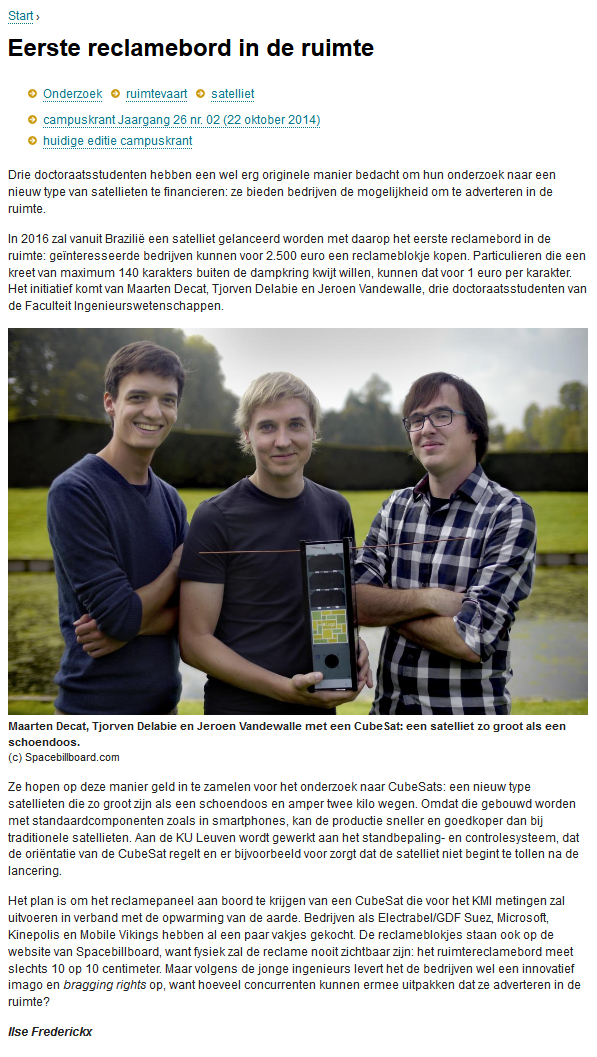 Start ›
Eerste reclamebord in de ruimte
Onderzoek ruimtevaart satelliet
campuskrant Jaargang 26 nr. 02 (22 oktober 2014)
huidige editie campuskrant
Drie doctoraatsstudenten hebben een wel erg originele manier bedacht om hun onderzoek naar een
nieuw type van satellieten te financieren: ze bieden bedrijven de mogelijkheid om te adverteren in de
ruimte.
In 2016 zal vanuit Brazilië een satelliet gelanceerd worden met daarop het eerste reclamebord in de
ruimte: geïnteresseerde bedrijven kunnen voor 2.500 euro een reclameblokje kopen. Particulieren die een
kreet van maximum 140 karakters buiten de dampkring kwijt willen, kunnen dat voor 1 euro per karakter.
Het initiatief komt van Maarten Decat, Tjorven Delabie en Jeroen Vandewalle, drie doctoraatsstudenten van
de Faculteit Ingenieurswetenschappen.
Maarten Decat, Tjorven Delabie en Jeroen Vandewalle met een CubeSat: een satelliet zo groot als een
schoendoos.
(c) Spacebillboard.com
Ze hopen op deze manier geld in te zamelen voor het onderzoek naar CubeSats: een nieuw type
satellieten die zo groot zijn als een schoendoos en amper twee kilo wegen. Omdat die gebouwd worden
met standaardcomponenten zoals in smartphones, kan de productie sneller en goedkoper dan bij
traditionele satellieten. Aan de KU Leuven wordt gewerkt aan het standbepaling- en controlesysteem, dat
de oriëntatie van de CubeSat regelt en er bijvoorbeeld voor zorgt dat de satelliet niet begint te tollen na de
lancering.
Het plan is om het reclamepaneel aan boord te krijgen van een CubeSat die voor het KMI metingen zal
uitvoeren in verband met de opwarming van de aarde. Bedrijven als Electrabel/GDF Suez, Microsoft,
Kinepolis en Mobile Vikings hebben al een paar vakjes gekocht. De reclameblokjes staan ook op de
website van Spacebillboard, want fysiek zal de reclame nooit zichtbaar zijn: het ruimtereclamebord meet
slechts 10 op 10 centimeter. Maar volgens de jonge ingenieurs levert het de bedrijven wel een innovatief
imago en bragging rights op, want hoeveel concurrenten kunnen ermee uitpakken dat ze adverteren in de
ruimte?
Ilse Frederickx